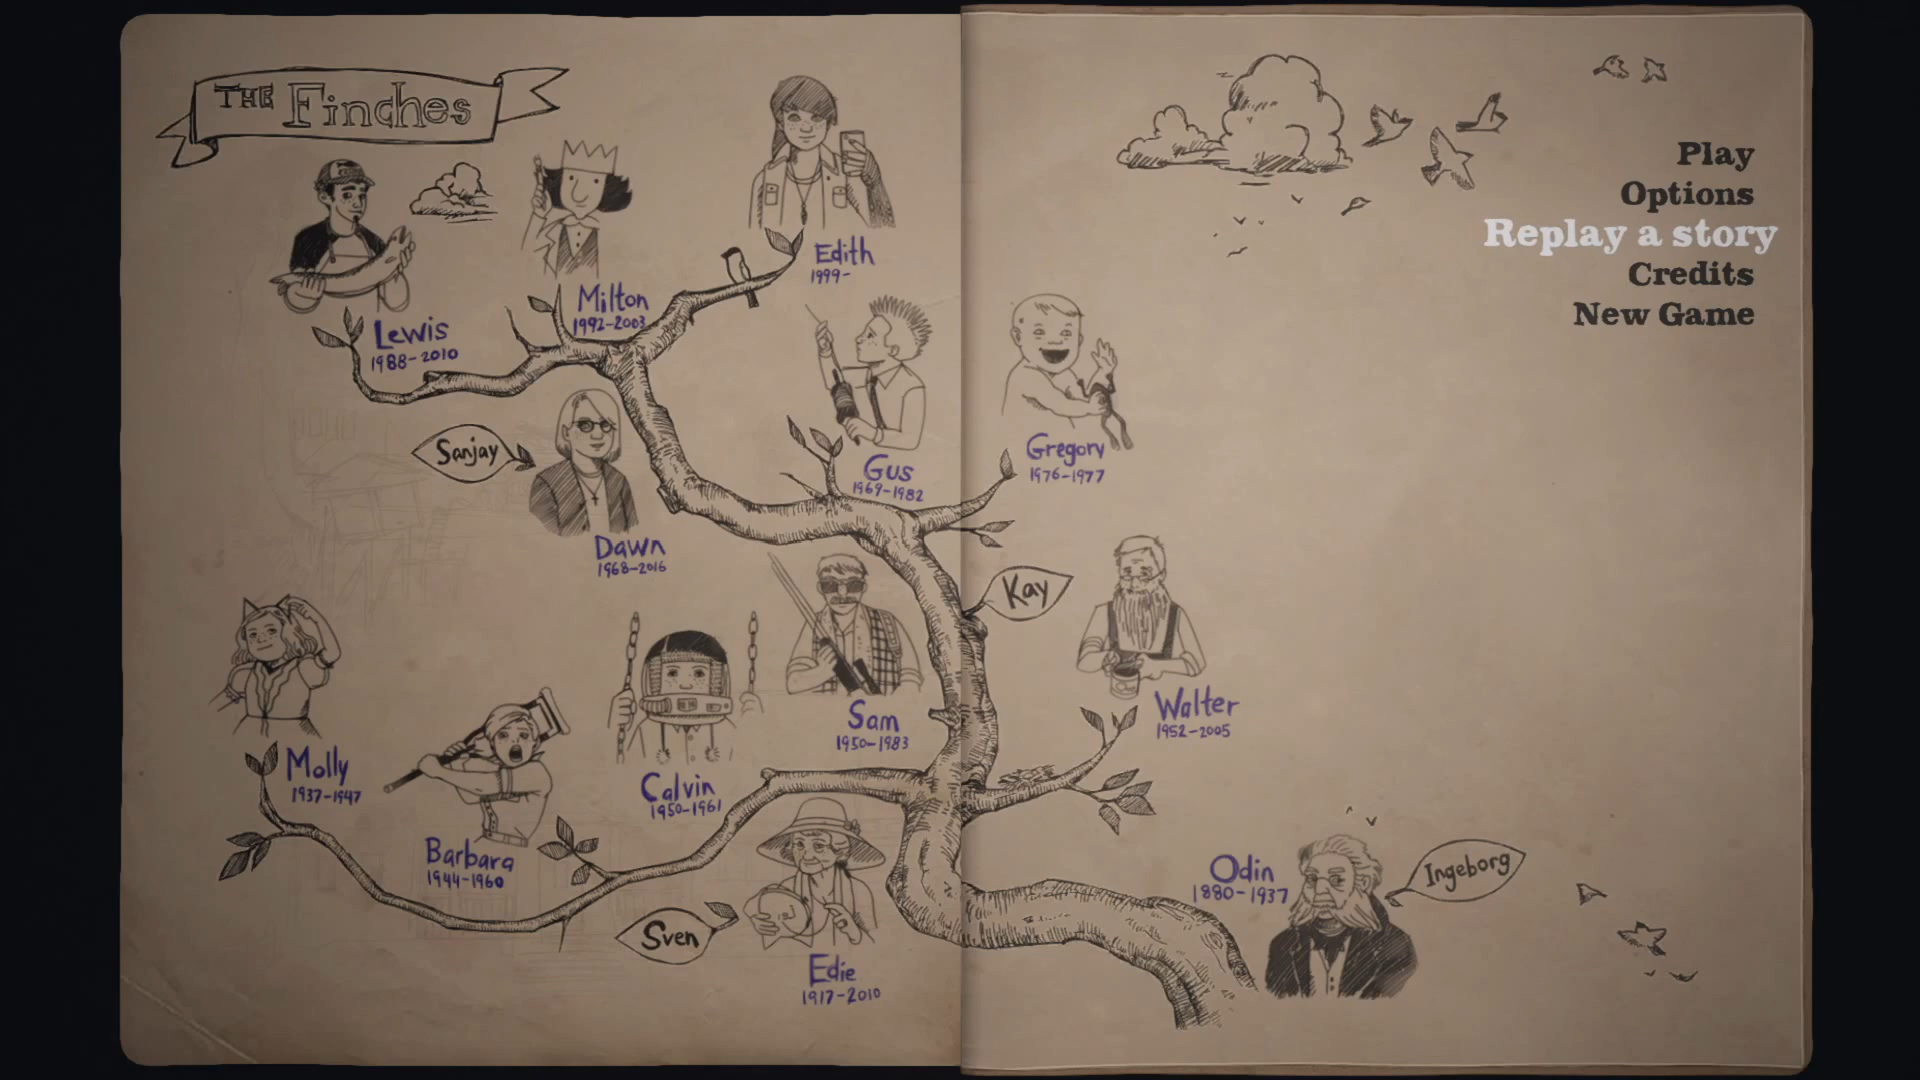 THE Finches
Play
Options
Replay a story
Credits
New Game
Edith
1999-
Milton
1992-2003
Lewis
1988-2010
Gus
1969-1982
Gregory
1976-1977
Sanjay
Dawn
1968-2016
Kay
Sam
1950-1983
Walter
1952-2005
Molly
1937-1947
Calvin
1950-1961
Barbara
1944-1960
Odin
1880-1937
Ingeborg
Sven
Edie
1917-2010